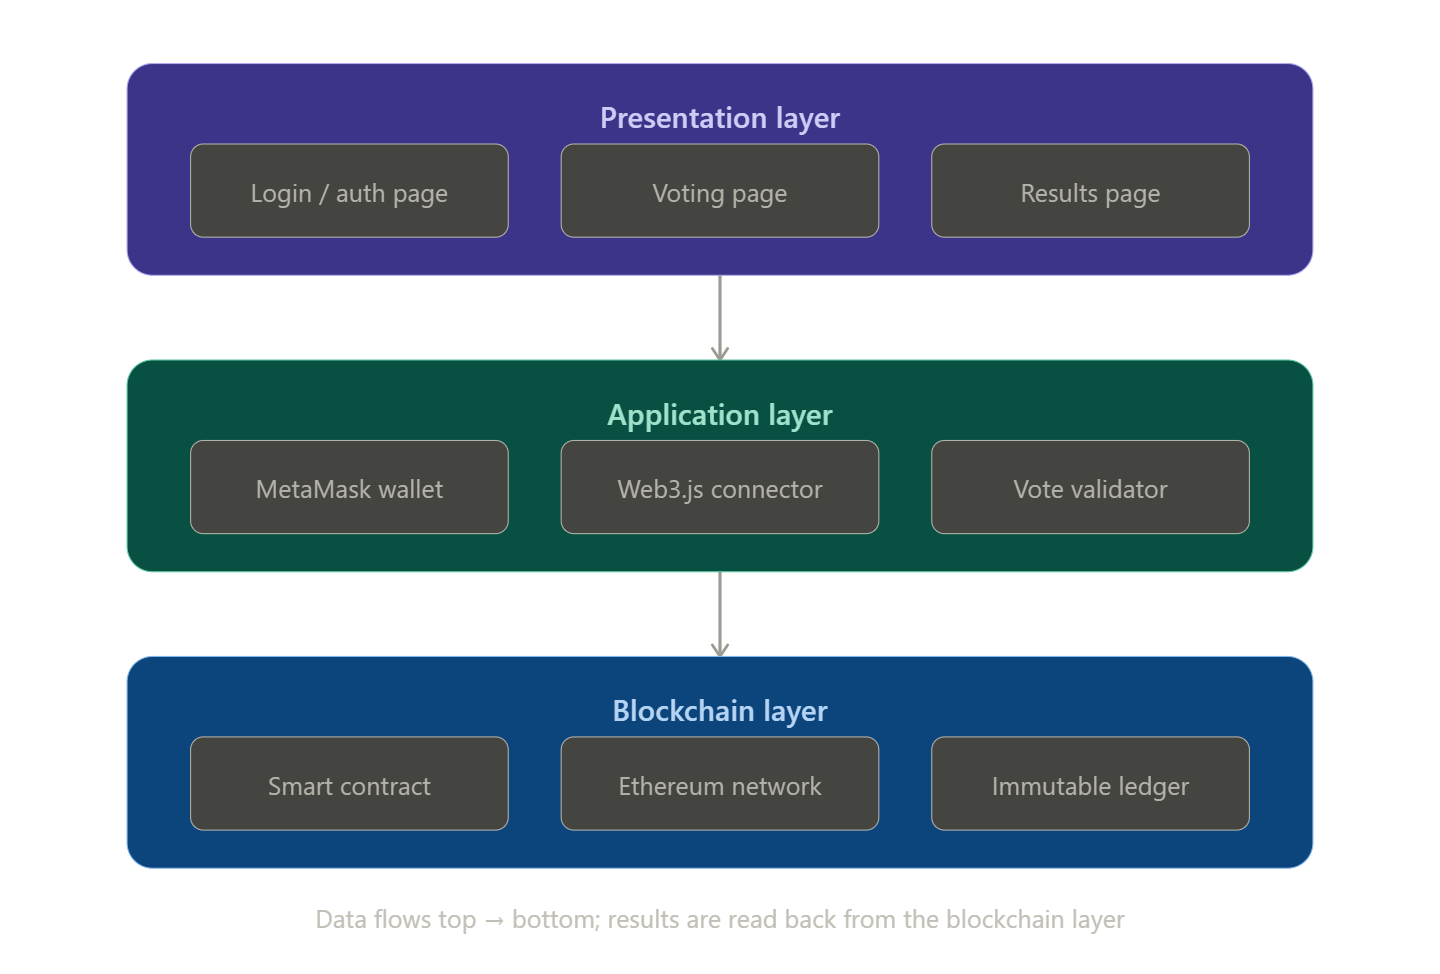 Presentation layer
Login / auth page
Voting page
Results page
Application layer
MetaMask wallet
Web3.js connector
Vote validator
Blockchain layer
Smart contract
Ethereum network
Immutable ledger
Data flows top → bottom; results are read back from the blockchain layer